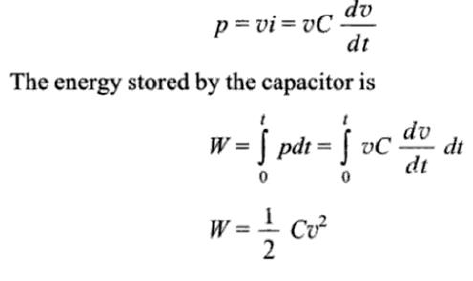 p = vi = vC dv/dt
The energy stored by the capacitor is
W = ∫₀ᵗ pdt = ∫₀ᵗ vC dv/dt dt
W = 1/2 Cv²